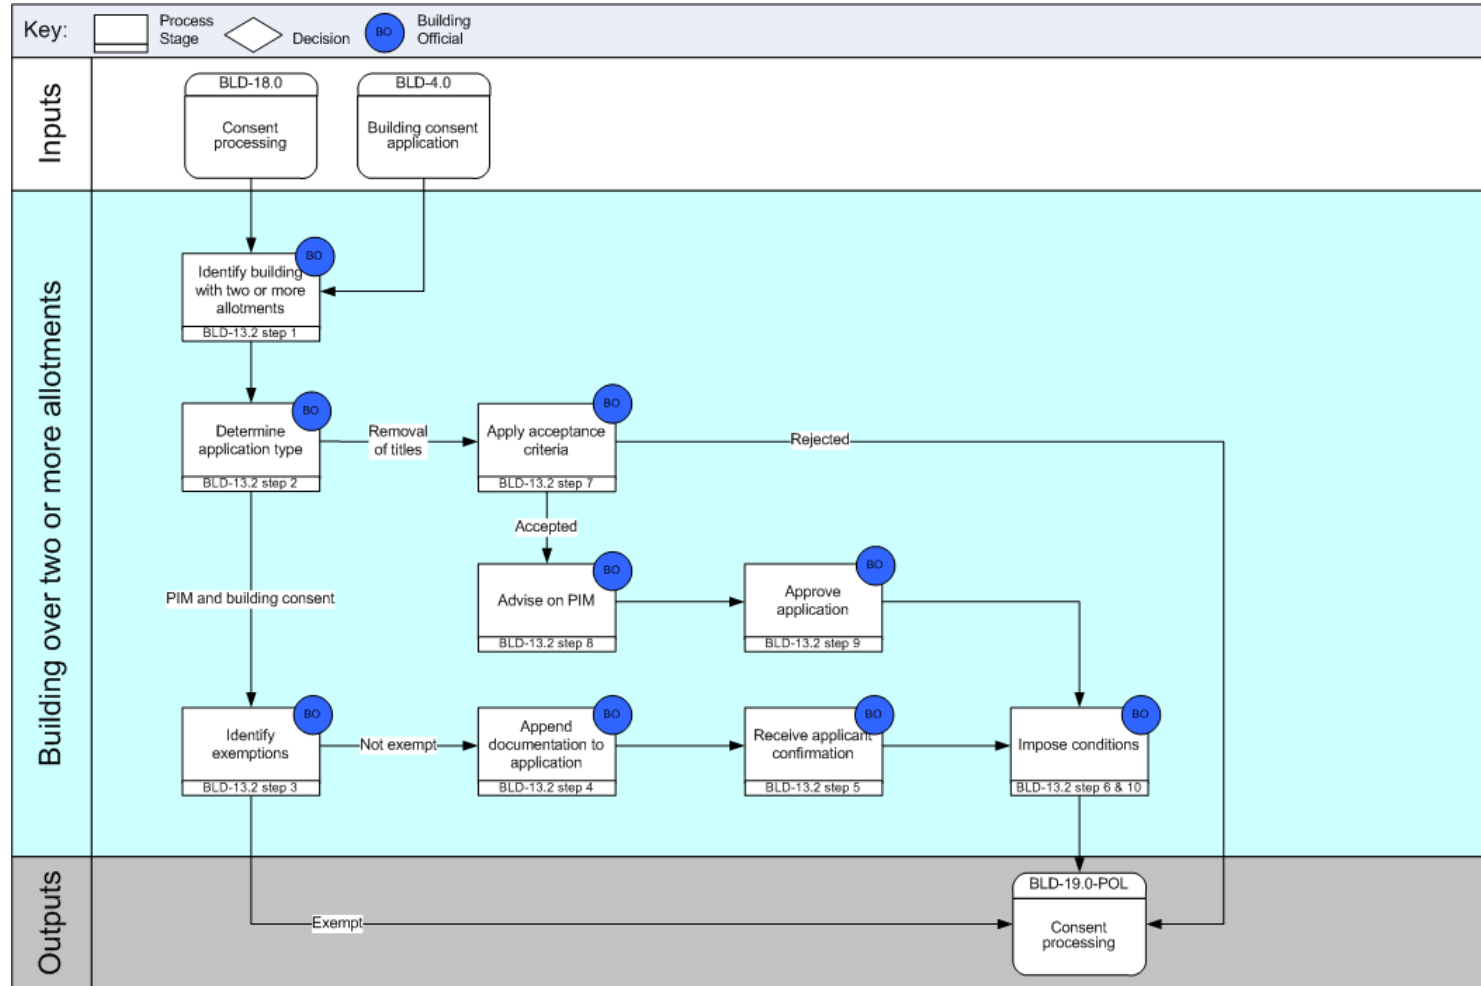 Key:
Process
Stage
Decision
BO
Building
Official
Inputs
BLD-18.0
Consent
processing
BLD-4.0
Building consent
application
Building over two or more allotments
BO
Identify building
with two or more
allotments
BLD-13.2 step 1
BO
Determine
application type
BLD-13.2 step 2
Removal
of titles
BO
Apply acceptance
criteria
BLD-13.2 step 7
Rejected
Accepted
PIM and building consent
BO
Advise on PIM
BLD-13.2 step 8
BO
Approve
application
BLD-13.2 step 9
BO
Identify
exemptions
BLD-13.2 step 3
Not exempt
BO
Append
documentation to
application
BLD-13.2 step 4
BO
Receive applicant
confirmation
BLD-13.2 step 5
BO
Impose conditions
BLD-13.2 step 6 & 10
Outputs
Exempt
BLD-19.0-POL
Consent
processing